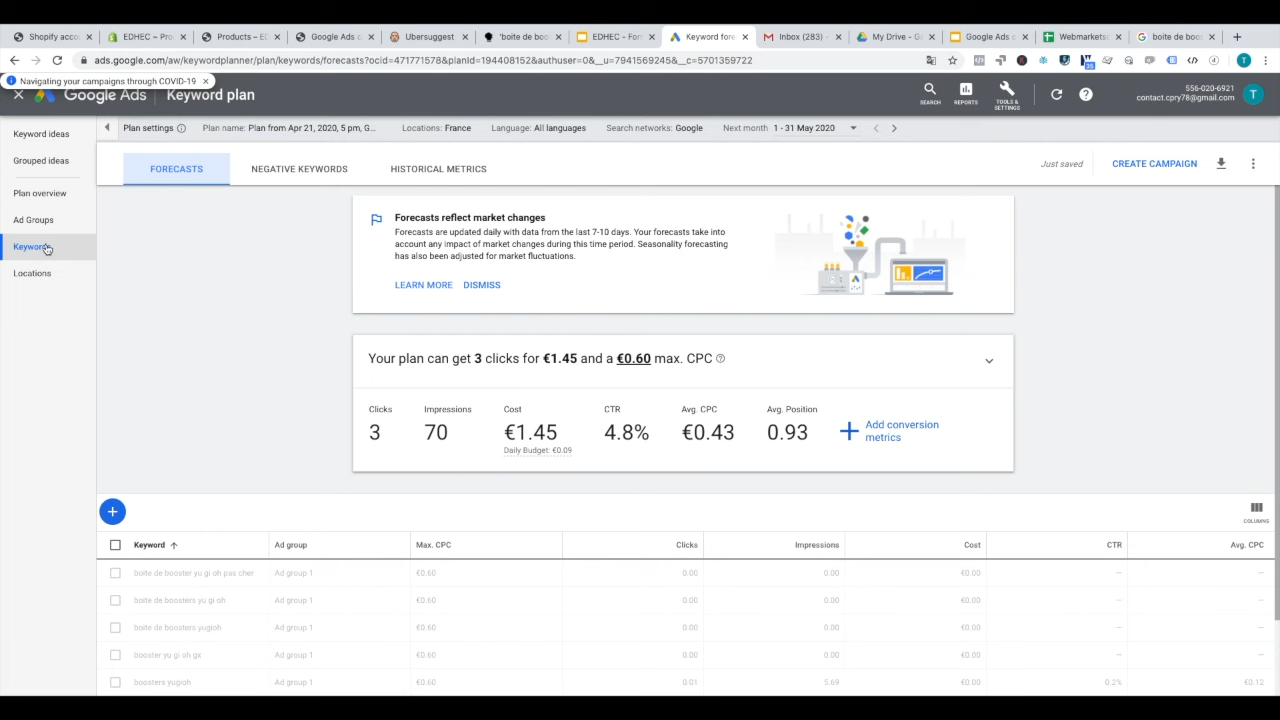 Shopify acco
EDHEC – Pro
Products – E
Google Ads c
Ubersuggest
'boite de boo
EDHEC - For
Keyword fore
Inbox (283) -
My Drive - G
Google Ads c
Webmarkets
boite de boos
ads.google.com/aw/keywordplanner/plan/keywords/forecasts?ocid=471771578&planId=194408152&authuser=0&__u=7941569245&__c=5701359722
Navigating your campaigns through COVID-19
Google Ads
Keyword plan
SEARCH
REPORTS
TOOLS &
SETTINGS
556-020-6921
contact.cpry78@gmail.com
T
Keyword ideas
Grouped ideas
Plan overview
Ad Groups
Keywords
Locations
Plan settings
Plan name: Plan from Apr 21, 2020, 5 pm, G...
Locations: France
Language: All languages
Search networks: Google
Next month 1 - 31 May 2020
FORECASTS
NEGATIVE KEYWORDS
HISTORICAL METRICS
Just saved
CREATE CAMPAIGN
Forecasts reflect market changes
Forecasts are updated daily with data from the last 7-10 days. Your forecasts take into
account any impact of market changes during this time period. Seasonality forecasting
has also been adjusted for market fluctuations.
LEARN MORE DISMISS
Your plan can get 3 clicks for €1.45 and a €0.60 max. CPC
Clicks Impressions Cost CTR Avg. CPC Avg. Position
3 70 €1.45 4.8% €0.43 0.93
Daily Budget: €0.09
Add conversion
metrics
COLUMNS
Keyword Ad group Max. CPC Clicks Impressions Cost CTR Avg. CPC
boite de booster yu gi oh pas cher Ad group 1 €0.60 0.00 0.00 €0.00 – –
boite de boosters yu gi oh Ad group 1 €0.60 0.00 0.00 €0.00 – –
boite de boosters yugioh Ad group 1 €0.60 0.00 0.00 €0.00 – –
booster yu gi oh gx Ad group 1 €0.60 0.00 0.00 €0.00 – –
boosters yugioh Ad group 1 €0.60 0.01 5.69 €0.00 0.2% €0.12